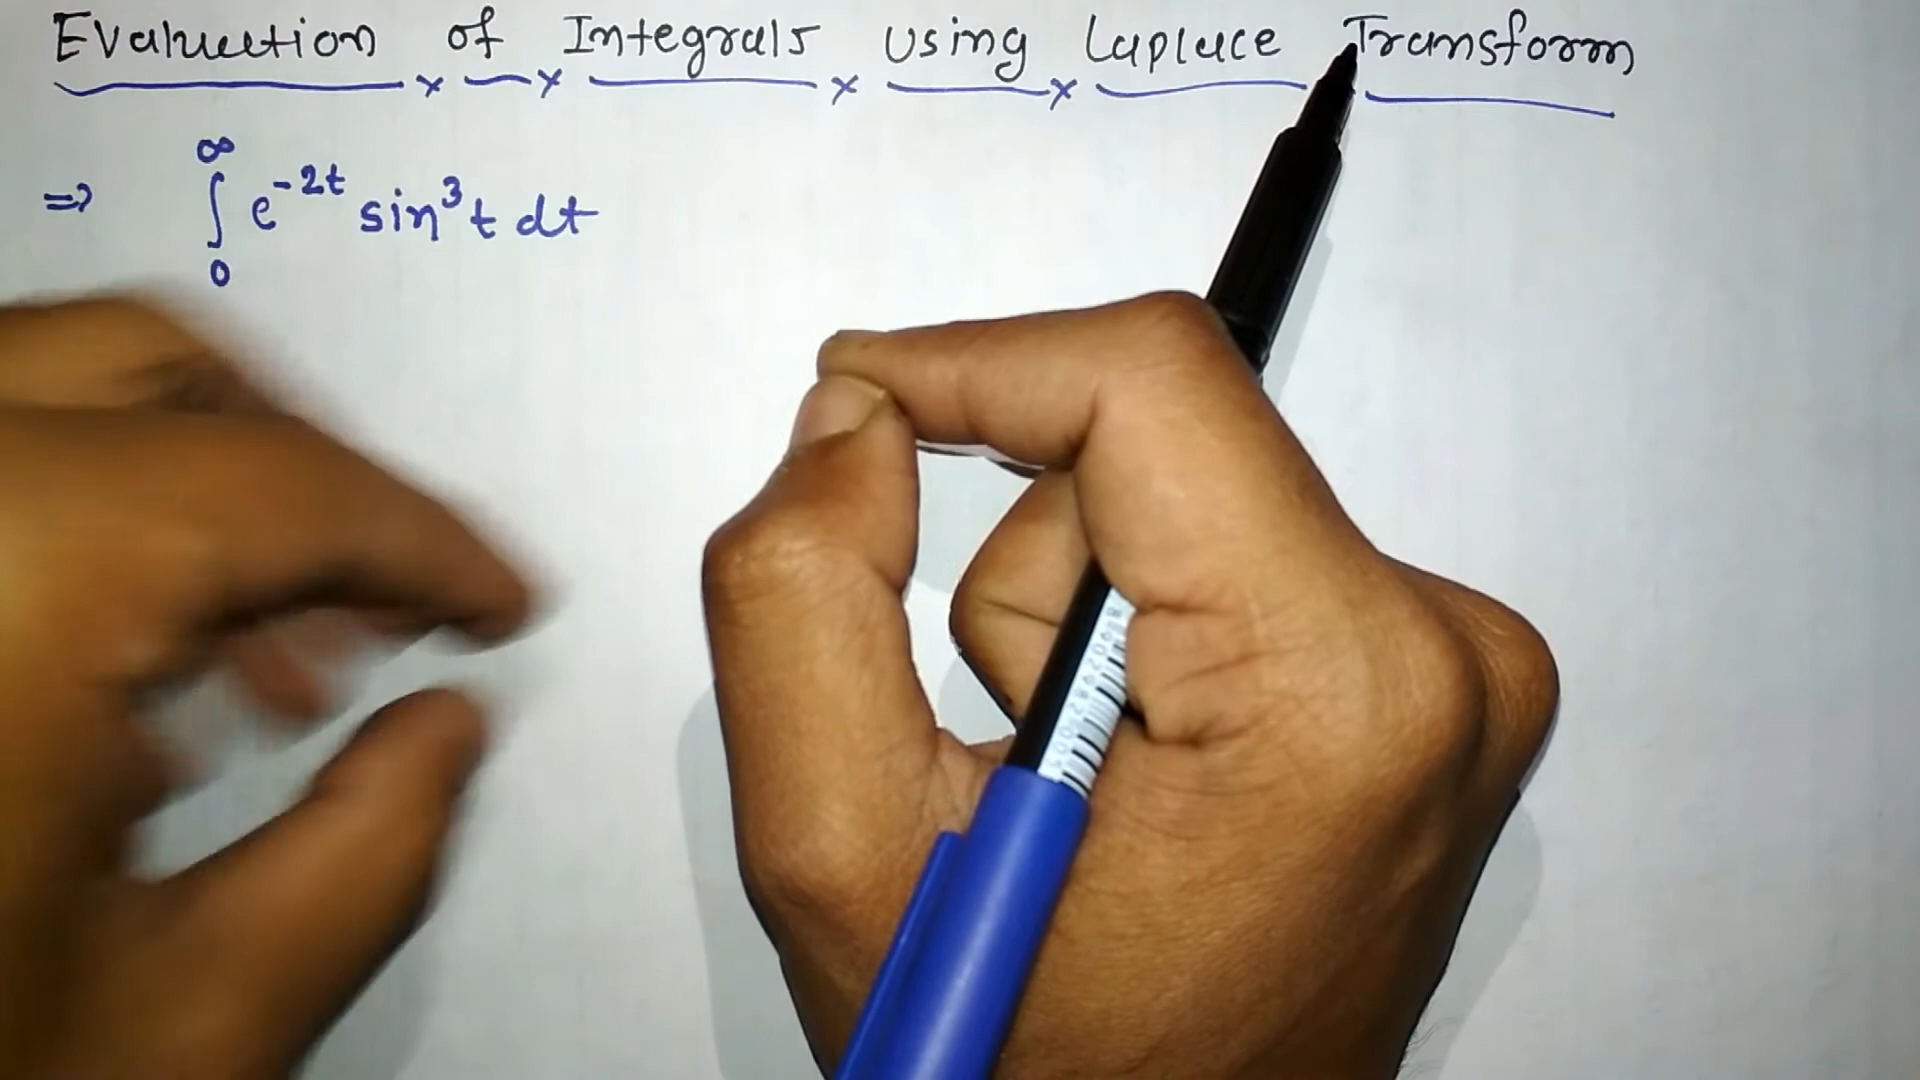 Evaluation of Integrals using Laplace Transform
⇒ ∫₀^∞ e^{-2t} sin³t dt